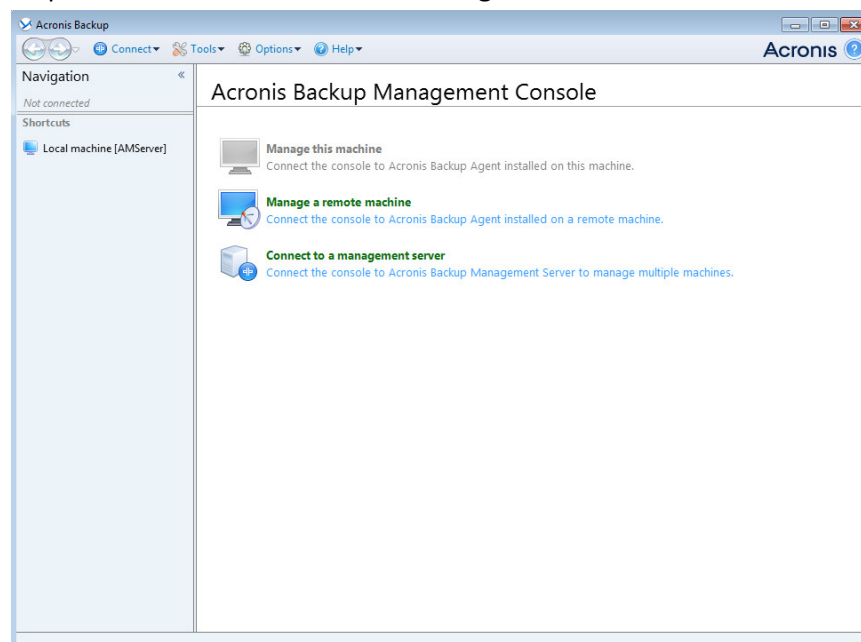 Acronis Backup
Connect Tools Options Help Acronis
Navigation «
Not connected
Shortcuts
Local machine [AMServer]
Acronis Backup Management Console
Manage this machine
Connect the console to Acronis Backup Agent installed on this machine.
Manage a remote machine
Connect the console to Acronis Backup Agent installed on a remote machine.
Connect to a management server
Connect the console to Acronis Backup Management Server to manage multiple machines.